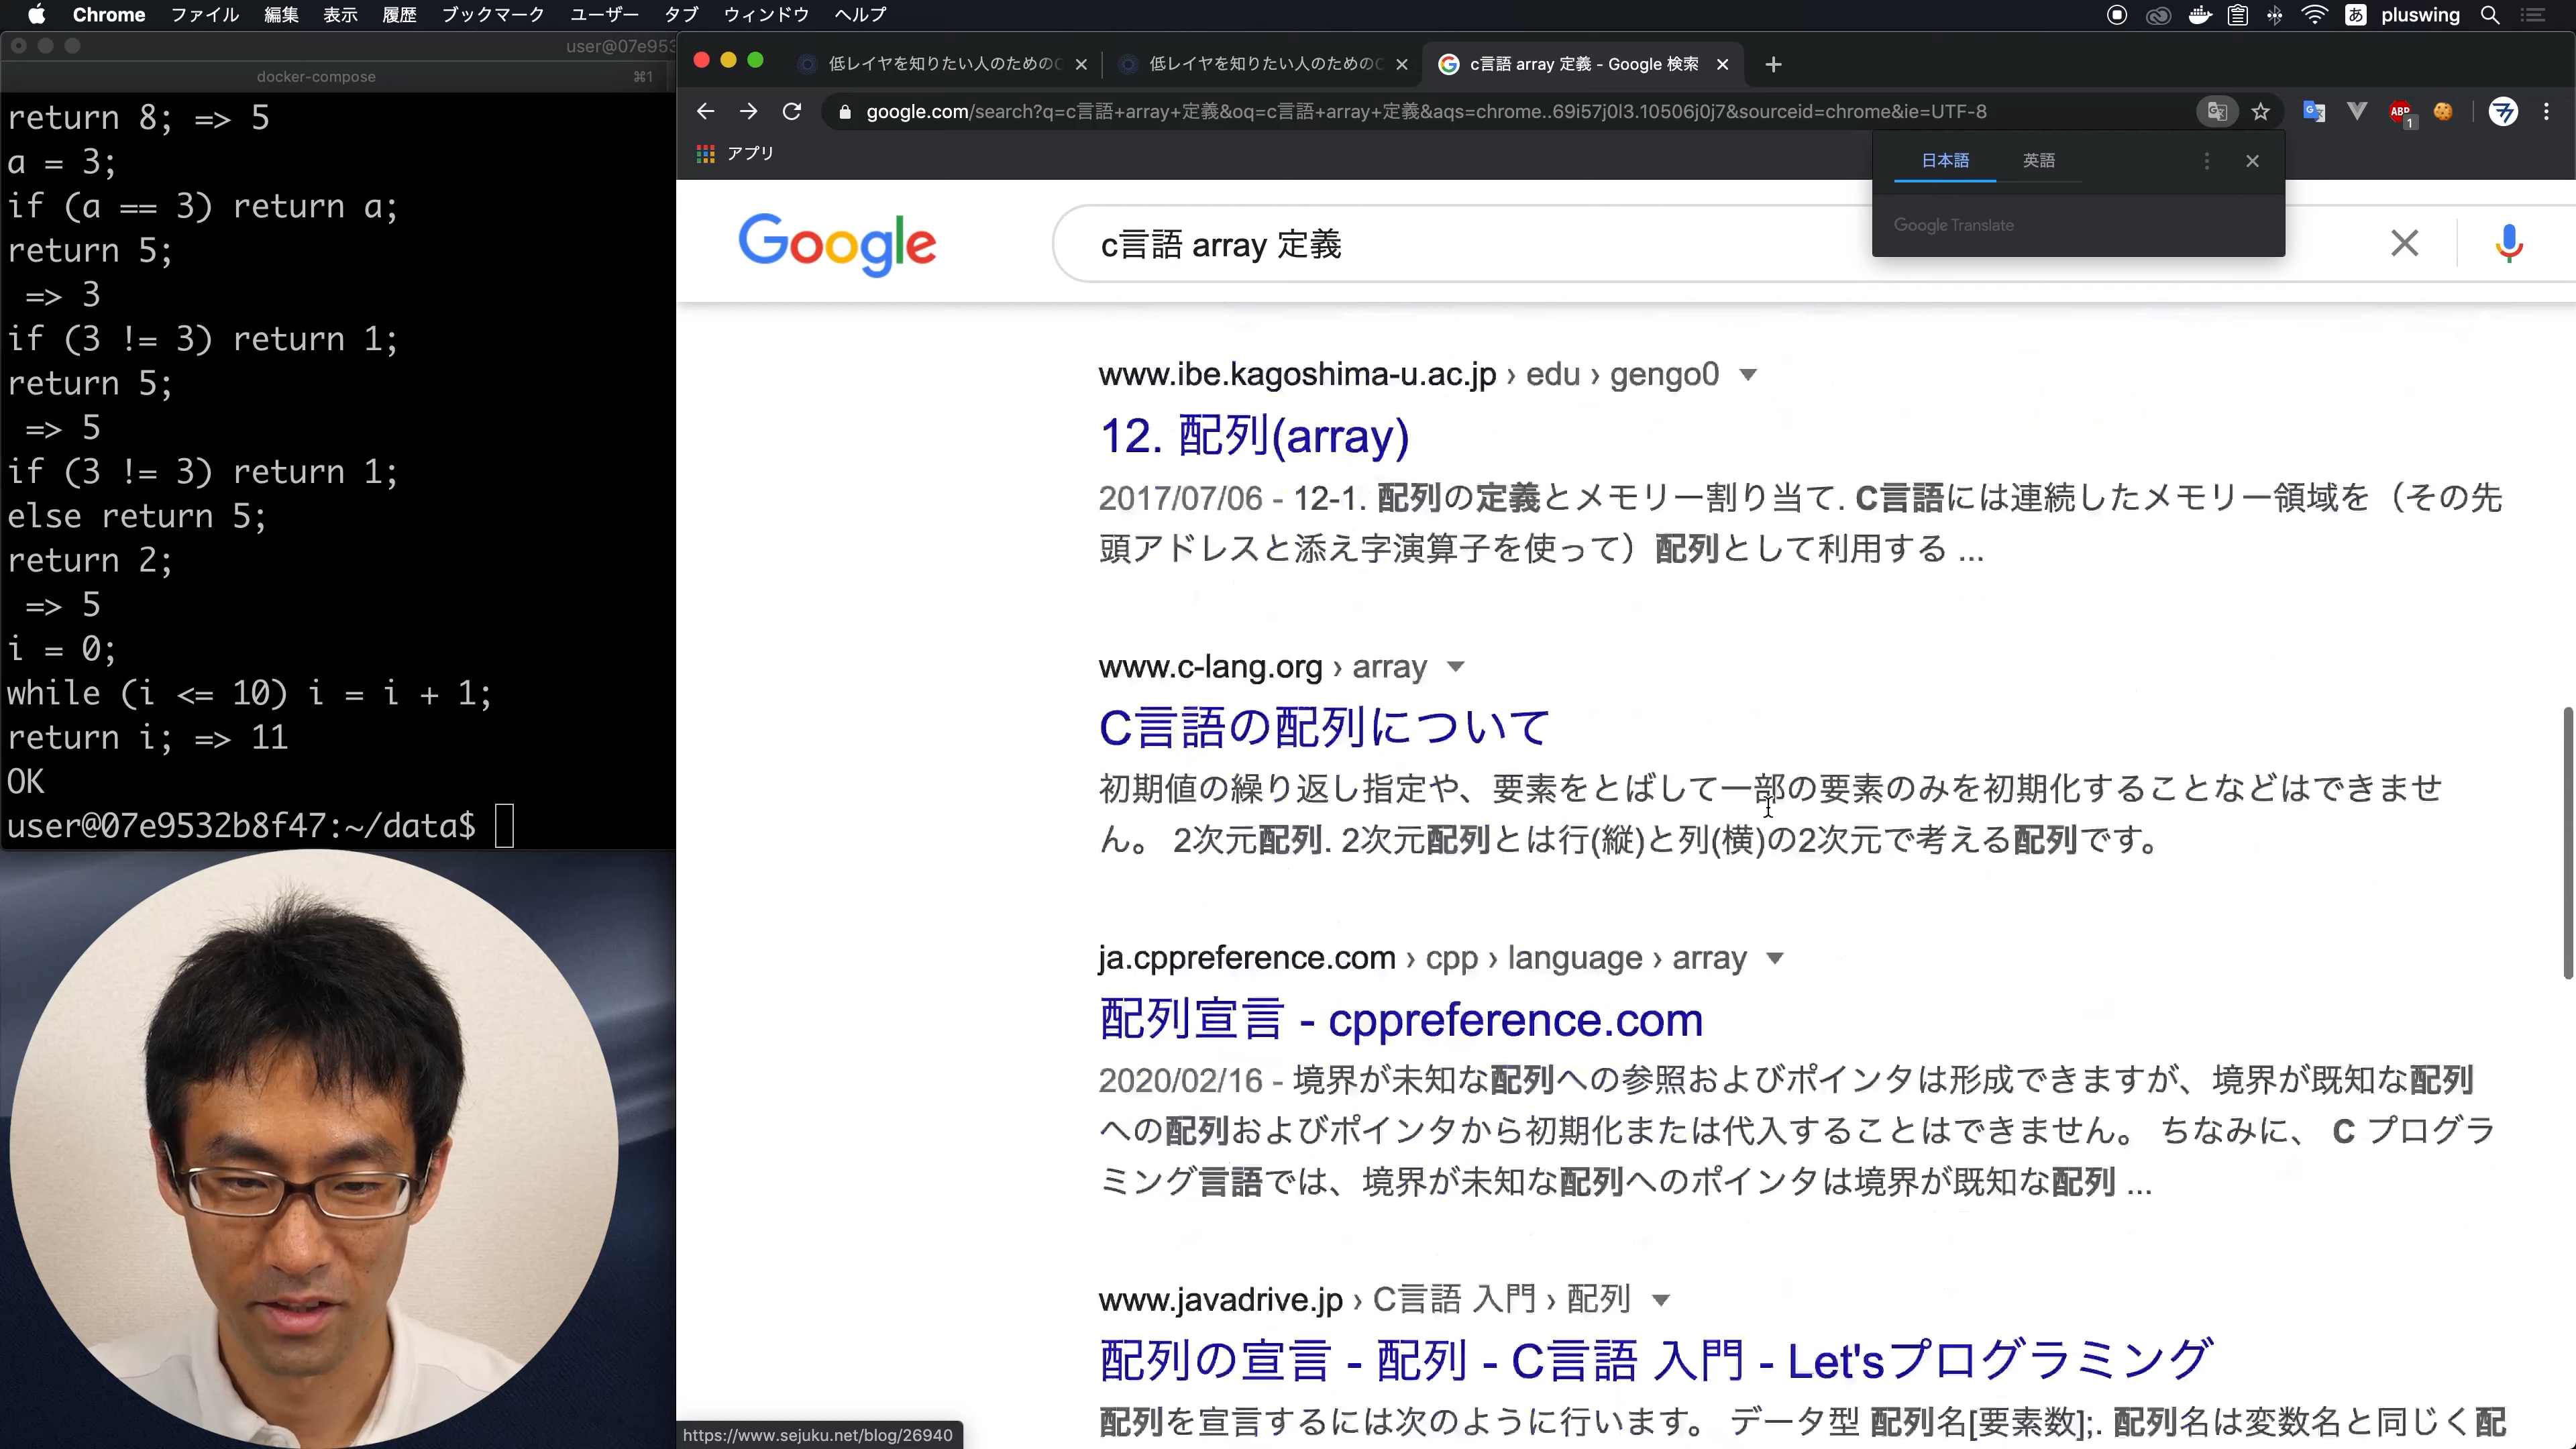 Chrome ファイル 編集 表示 履歴 ブックマーク ユーザー タブ ウィンドウ ヘルプ あ pluswing
user@07e953
docker-compose ⌘1
return 8; => 5
a = 3;
if (a == 3) return a;
return 5;
=> 3
if (3 != 3) return 1;
return 5;
=> 5
if (3 != 3) return 1;
else return 5;
return 2;
=> 5
i = 0;
while (i <= 10) i = i + 1;
return i; => 11
OK
user@07e9532b8f47:~/data$
低レイヤを知りたい人のためのC
低レイヤを知りたい人のためのC
c言語 array 定義 - Google 検索
google.com/search?q=c言語+array+定義&oq=c言語+array+定義&aqs=chrome..69i57j0l3.10506j0j7&sourceid=chrome&ie=UTF-8
ABP
1
アプリ
日本語 英語
Google Translate
Google
c言語 array 定義
www.ibe.kagoshima-u.ac.jp › edu › gengo0
12. 配列(array)
2017/07/06 - 12-1. 配列の定義とメモリー割り当て. C言語には連続したメモリー領域を（その先
頭アドレスと添え字演算子を使って）配列として利用する ...
www.c-lang.org › array
C言語の配列について
初期値の繰り返し指定や、要素をとばして一部の要素のみを初期化することなどはできませ
ん。 2次元配列. 2次元配列とは行(縦)と列(横)の2次元で考える配列です。
ja.cppreference.com › cpp › language › array
配列宣言 - cppreference.com
2020/02/16 - 境界が未知な配列への参照およびポインタは形成できますが、境界が既知な配列
への配列およびポインタから初期化または代入することはできません。 ちなみに、 C プログラ
ミング言語では、境界が未知な配列へのポインタは境界が既知な配列 ...
www.javadrive.jp › C言語 入門 › 配列
配列の宣言 - 配列 - C言語 入門 - Let'sプログラミング
配列を宣言するには次のように行います。 データ型 配列名[要素数];. 配列名は変数名と同じく配
https://www.sejuku.net/blog/26940